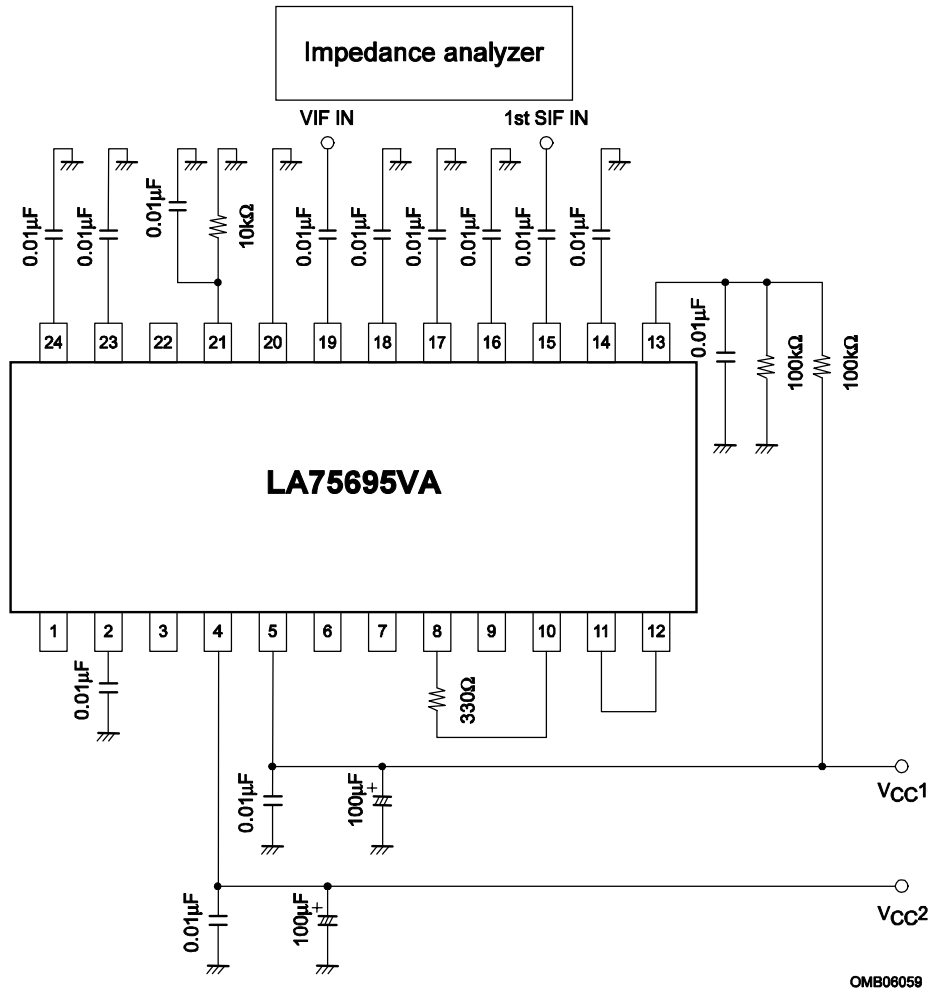 Impedance analyzer
VIF IN
1st SIF IN
0.01µF
0.01µF
0.01µF
10kΩ
0.01µF
0.01µF
0.01µF
0.01µF
0.01µF
0.01µF
0.01µF
0.01µF
100kΩ
100kΩ
24 23 22 21 20 19 18 17 16 15 14 13
LA75695VA
1 2 3 4 5 6 7 8 9 10 11 12
0.01µF
330Ω
0.01µF
100µF+
VCC1
0.01µF
100µF+
VCC2
OMB06059